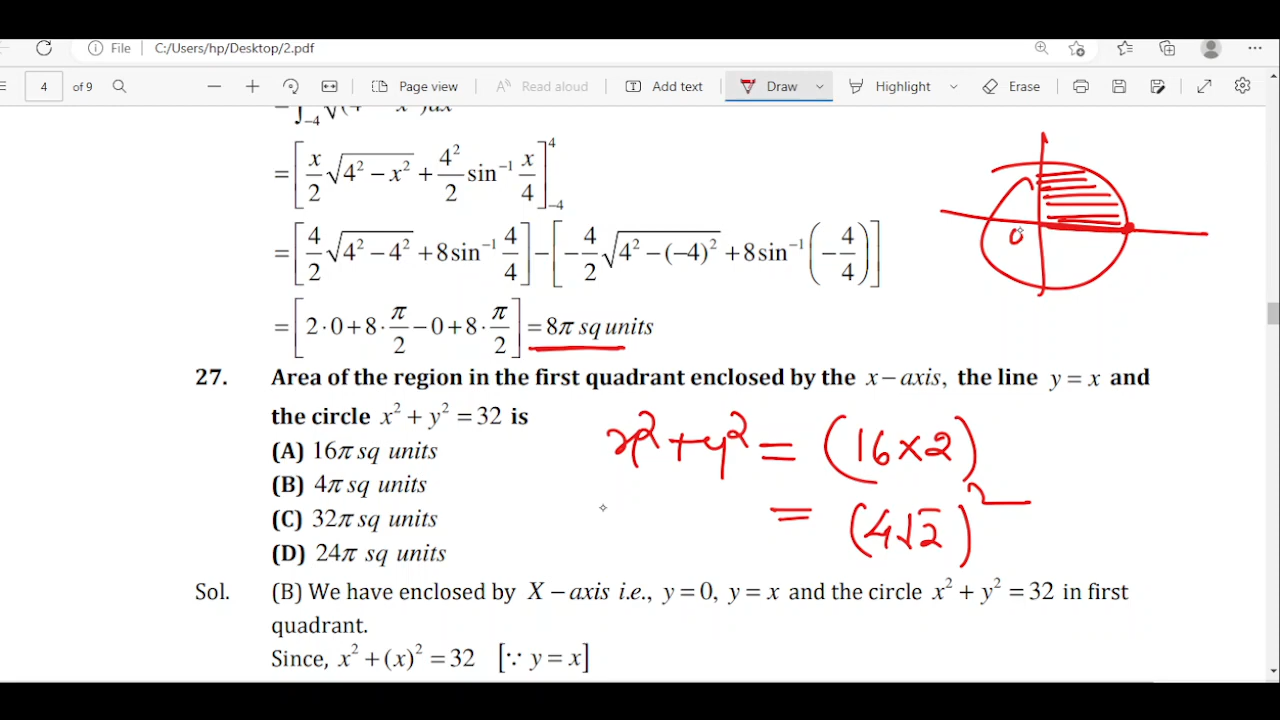 File C:/Users/hp/Desktop/2.pdf
4 of 9 Page view Read aloud Add text Draw Highlight Erase
= [x/2 √(4² − x²) + 4²/2 sin⁻¹ x/4]₋₄⁴
= [4/2 √(4² − 4²) + 8 sin⁻¹ 4/4] − [−4/2 √(4² − (−4)²) + 8 sin⁻¹ (−4/4)]
= [2·0 + 8·π/2 − 0 + 8·π/2] = 8π sq units
0
27. Area of the region in the first quadrant enclosed by the x − axis, the line y = x and
the circle x² + y² = 32 is
(A) 16π sq units
(B) 4π sq units
(C) 32π sq units
(D) 24π sq units
x² + y² = (16×2)
= (4√2)²
Sol. (B) We have enclosed by X − axis i.e., y = 0, y = x and the circle x² + y² = 32 in first
quadrant.
Since, x² + (x)² = 32 [∵ y = x]